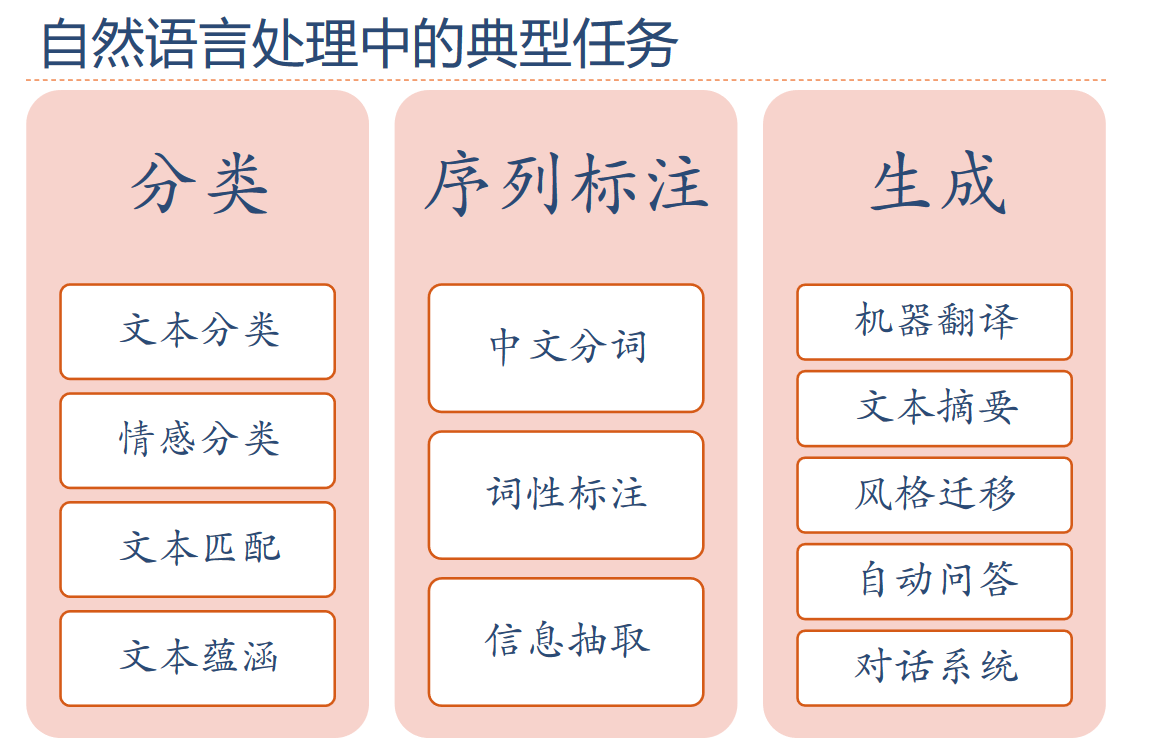 自然语言处理中的典型任务
分类
文本分类
情感分类
文本匹配
文本蕴涵
序列标注
中文分词
词性标注
信息抽取
生成
机器翻译
文本摘要
风格迁移
自动问答
对话系统